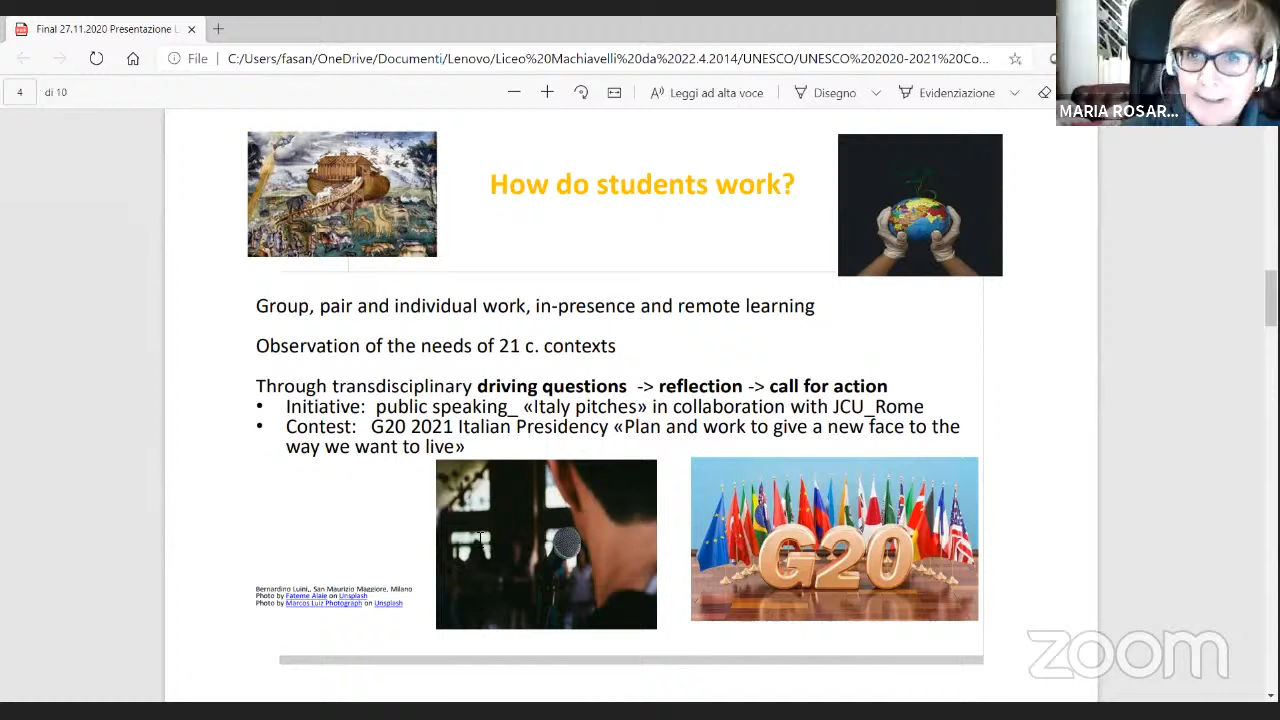 Final 27.11.2020 Presentazione L
File
C:/Users/fasan/OneDrive/Documenti/Lenovo/Liceo%20Machiavelli%20da%2022.4.2014/UNESCO/UNESCO%202020-2021%20Co...
4 di 10
Leggi ad alta voce
Disegno
Evidenziazione
MARIA ROSAR...
How do students work?
Group, pair and individual work, in-presence and remote learning
Observation of the needs of 21 c. contexts
Through transdisciplinary driving questions -> reflection -> call for action
• Initiative: public speaking_ «Italy pitches» in collaboration with JCU_Rome
• Contest: G20 2021 Italian Presidency «Plan and work to give a new face to the
way we want to live»
G20
Bernardino Luini,, San Maurizio Maggiore, Milano
Photo by Fateme Alaie on Unsplash
Photo by Marcos Luiz Photograph on Unsplash
zoom